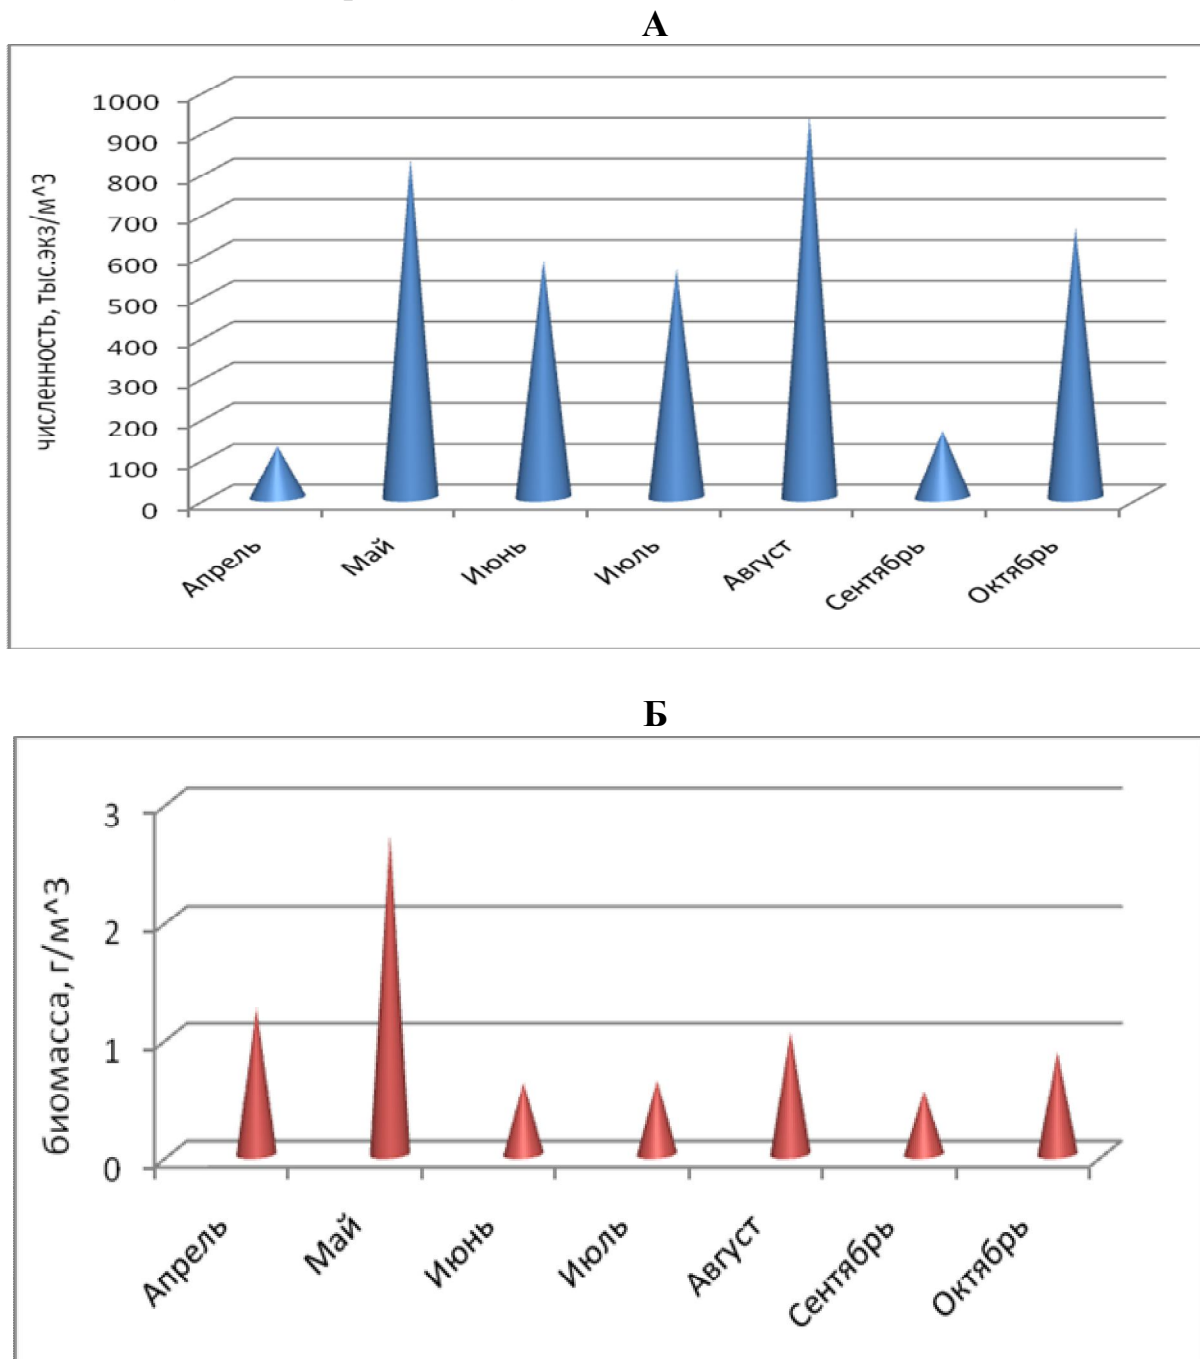 А
1000
900
800
700
600
500
400
300
200
100
0
численность, тыс.экз/м^3
Апрель
Май
Июнь
Июль
Август
Сентябрь
Октябрь
Б
3
2
1
0
биомасса, г/м^3
Апрель
Май
Июнь
Июль
Август
Сентябрь
Октябрь